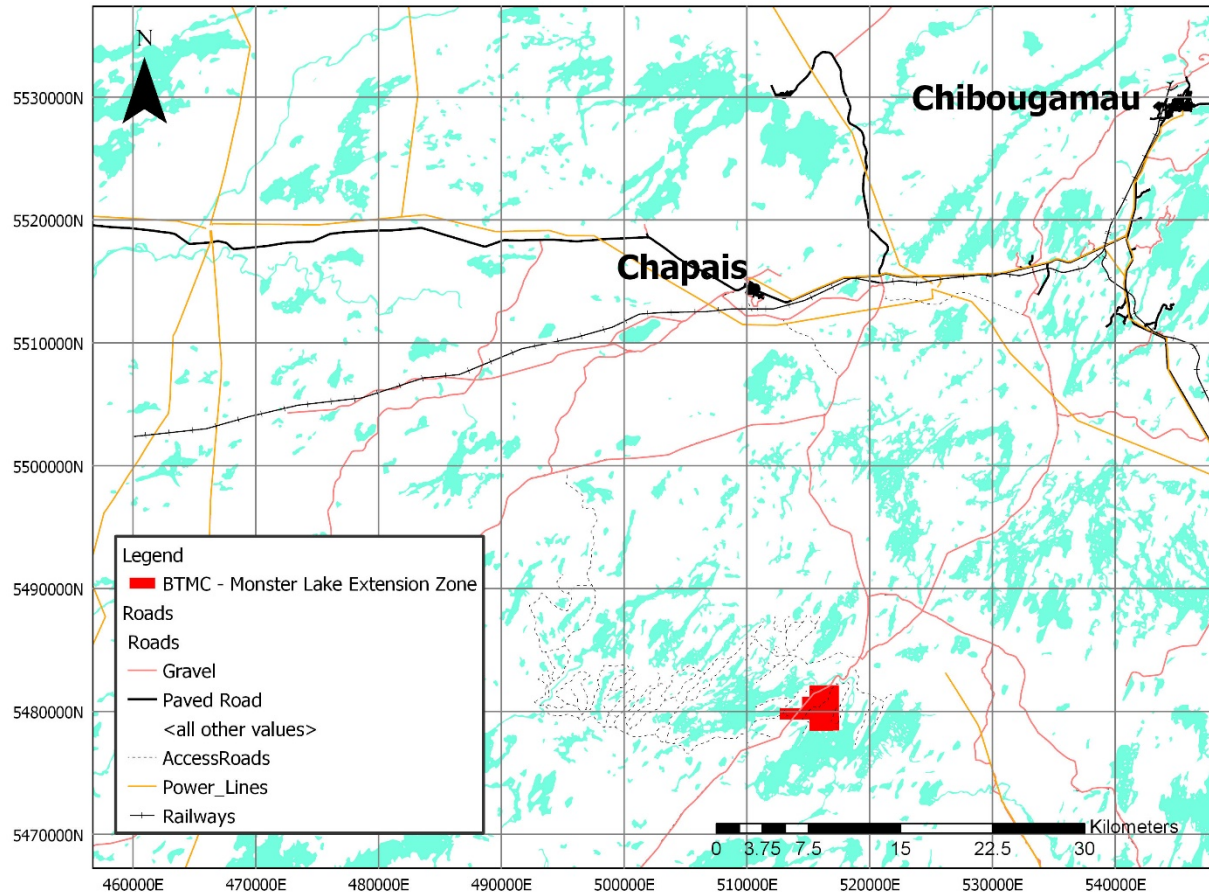 N
Chibougamau
Chapais
5530000N
5520000N
5510000N
5500000N
5490000N
5480000N
5470000N
Legend
BTMC - Monster Lake Extension Zone
Roads
Roads
Gravel
Paved Road
<all other values>
AccessRoads
Power_Lines
Railways
Kilometers
0 3.75 7.5 15 22.5 30
460000E 470000E 480000E 490000E 500000E 510000E 520000E 530000E 540000E